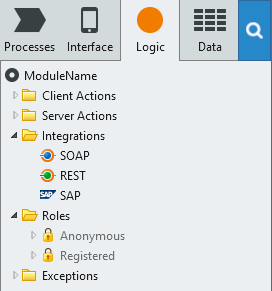 Processes Interface Logic Data
ModuleName
Client Actions
Server Actions
Integrations
SOAP
REST
SAP SAP
Roles
Anonymous
Registered
Exceptions